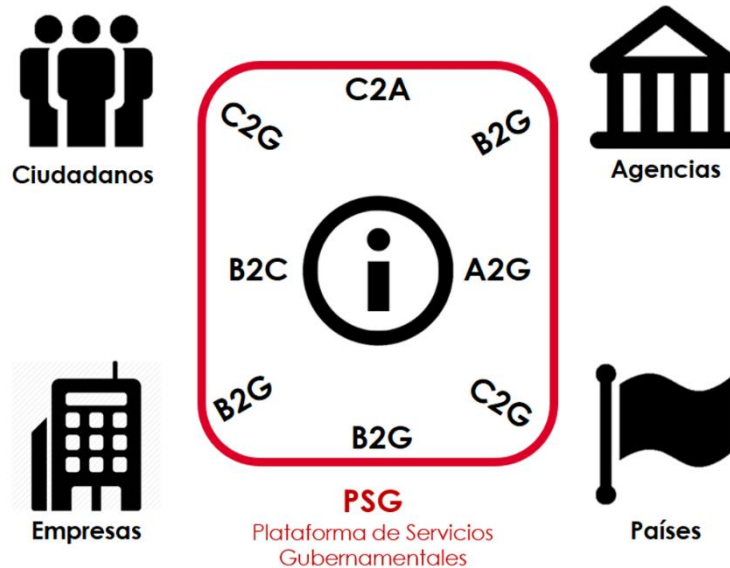 C2A
C2G
B2G
Ciudadanos
Agencias
B2C
i
A2G
B2G
C2G
B2G
Empresas
PSG
Plataforma de Servicios
Gubernamentales
Países